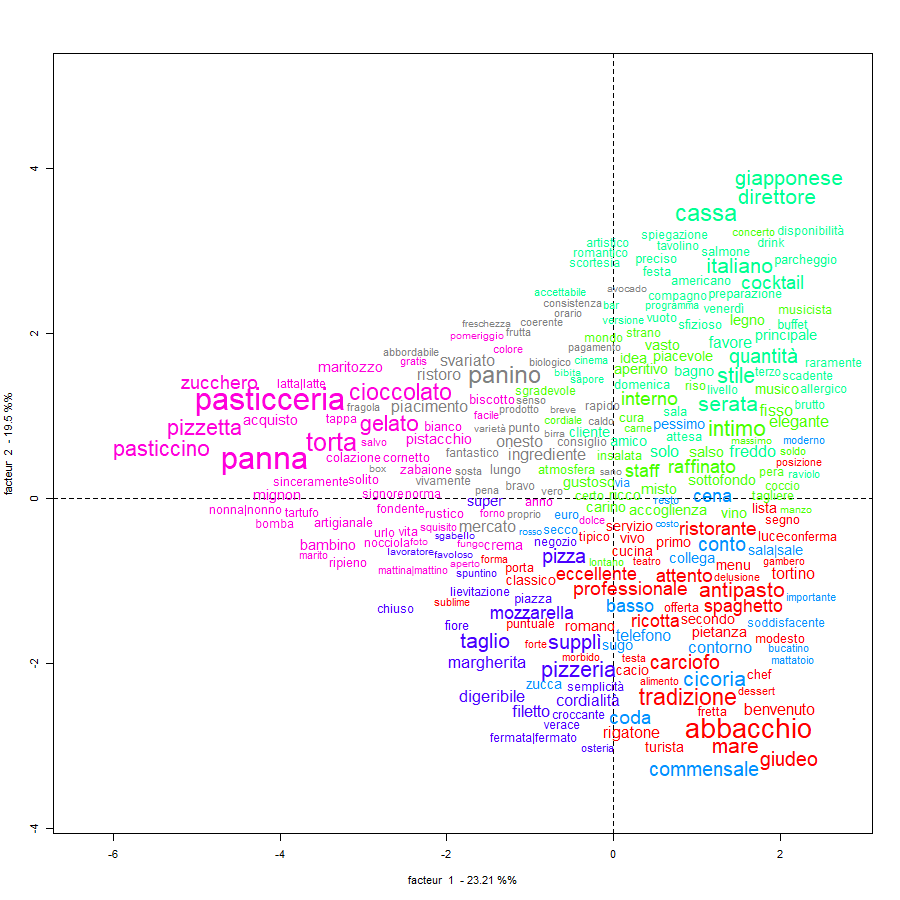 giapponese
4
direttore
cassa
concerto disponibilità
spiegazione
artistico
tavolino
drink
romantico
salmone
scortesia
preciso
parcheggio
festa
italiano
americano
cocktail
avocado
accettabile
compagno preparazione
consistenza bar
programma
venerdì
musicista
orario
versione
vuoto
legno
freschezza
coerente
sfizioso
buffet
2
frutta
strano
principale
pomeriggio
mondo
favore
colore
pagamento
vasto
abbordabile
idea
piacevole
quantità
gratis
svariato
biologico
cinema
raramente
maritozzo
aperitivo
bagno
terzo
ristoro
panino
bibita
stile
scadente
zucchero
latta|latte
sapore
domenica
riso
livello
musico allergico
cioccolato
sgradevole
pasticceria
biscotto senso
interno
serata
brutto
fragola
piacimento
prodotto
breve
rapido
sala
fisso
acquisto
tappa
gelato
facile
cordiale
caldo
cura
pessimo
elegante
pizzetta
bianco
varietà punto
carne
intimo
birra
cliente
attesa
torta
salvo
pistacchio
onesto
consiglio
amico
massimo
moderno
pasticcino
fantastico
ingrediente
insalata
solo
salso
freddo
soldo
panna
colazione cornetto
posizione
box
zabaione
sosta
lungo
atmosfera
sano
staff
raffinato
pera
raviolo
sinceramente solito
vivamente
bravo
gustoso via
sottofondo
coccio
mignon
signore norma
pena
vero
certo ricco
misto
tagliere
0
super
anno
resto
cena
nonna|nonno
fondente
carino
accoglienza
lista
manzo
tartufo
rustico
forno
proprio
euro
vino
bomba
artigianale
dolce
segno
squisito
mercato
servizio
costo
ristorante
urlo vita
sgabello
rosso
secco
tipico
vivo
luce conferma
bambino
nocciola foto
fungo crema
negozio
cucina
primo
conto
sala|sale
marito
lavoratore favoloso
pizza
collega
ripieno
aperto
forma
lontano
teatro
menu
gambero
mattina|mattino
spuntino
porta
eccellente
attento
delusione
tortino
classico
professionale
antipasto
lievitazione
importante
sublime
piazza
basso
offerta
spaghetto
chiuso
mozzarella
ricotta
secondo
soddisfacente
fiore
puntuale
romano
pietanza
taglio
forte
supplì
telefono
modesto
sugo
contorno
bucatino
-2
margherita
morbido
testa
carciofo
mattatoio
pizzeria
cacio
chef
zucca
semplicità
alimento
cicoria
digeribile
cordialità
tradizione
dessert
filetto
croccante
fretta
benvenuto
verace
coda
abbacchio
fermata|fermato
rigatone
osteria
turista
mare
giudeo
commensale
-4
-6
-4
-2
0
2
facteur 1 - 23.21 %%
facteur 2 - 19.5 %%